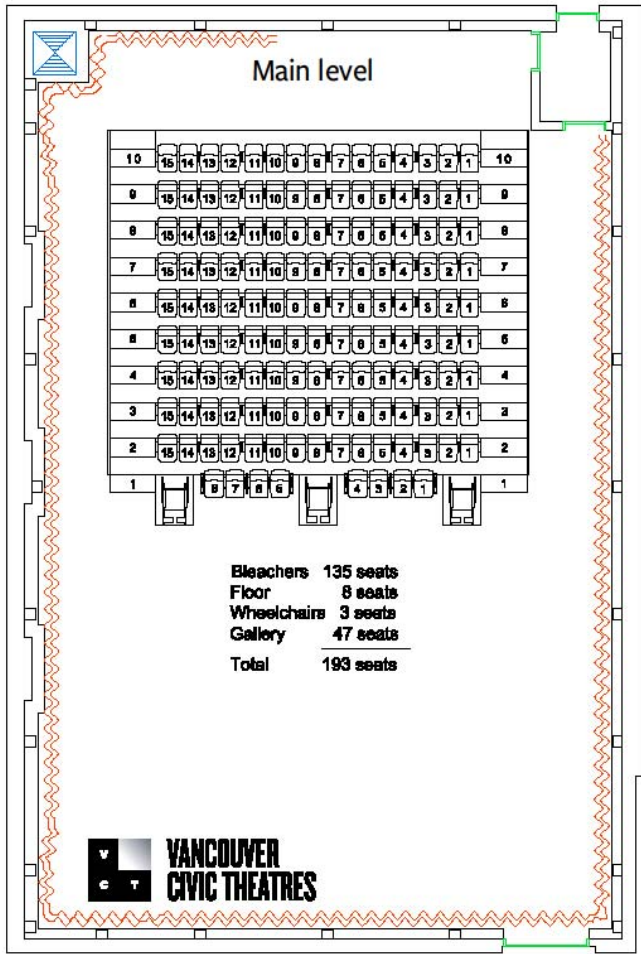 Main level
10 15 14 13 12 11 10 9 8 7 6 5 4 3 2 1 10
9 15 14 13 12 11 10 9 8 7 6 5 4 3 2 1 9
8 15 14 13 12 11 10 9 8 7 6 5 4 3 2 1 8
7 15 14 13 12 11 10 9 8 7 6 5 4 3 2 1 7
6 15 14 13 12 11 10 9 8 7 6 5 4 3 2 1 6
5 15 14 13 12 11 10 9 8 7 6 5 4 3 2 1 5
4 15 14 13 12 11 10 9 8 7 6 5 4 3 2 1 4
3 15 14 13 12 11 10 9 8 7 6 5 4 3 2 1 3
2 15 14 13 12 11 10 9 8 7 6 5 4 3 2 1 2
1 8 7 6 5 4 3 2 1 1
Bleachers 135 seats
Floor 8 seats
Wheelchairs 3 seats
Gallery 47 seats
Total 193 seats
V
C T
VANCOUVER
CIVIC THEATRES